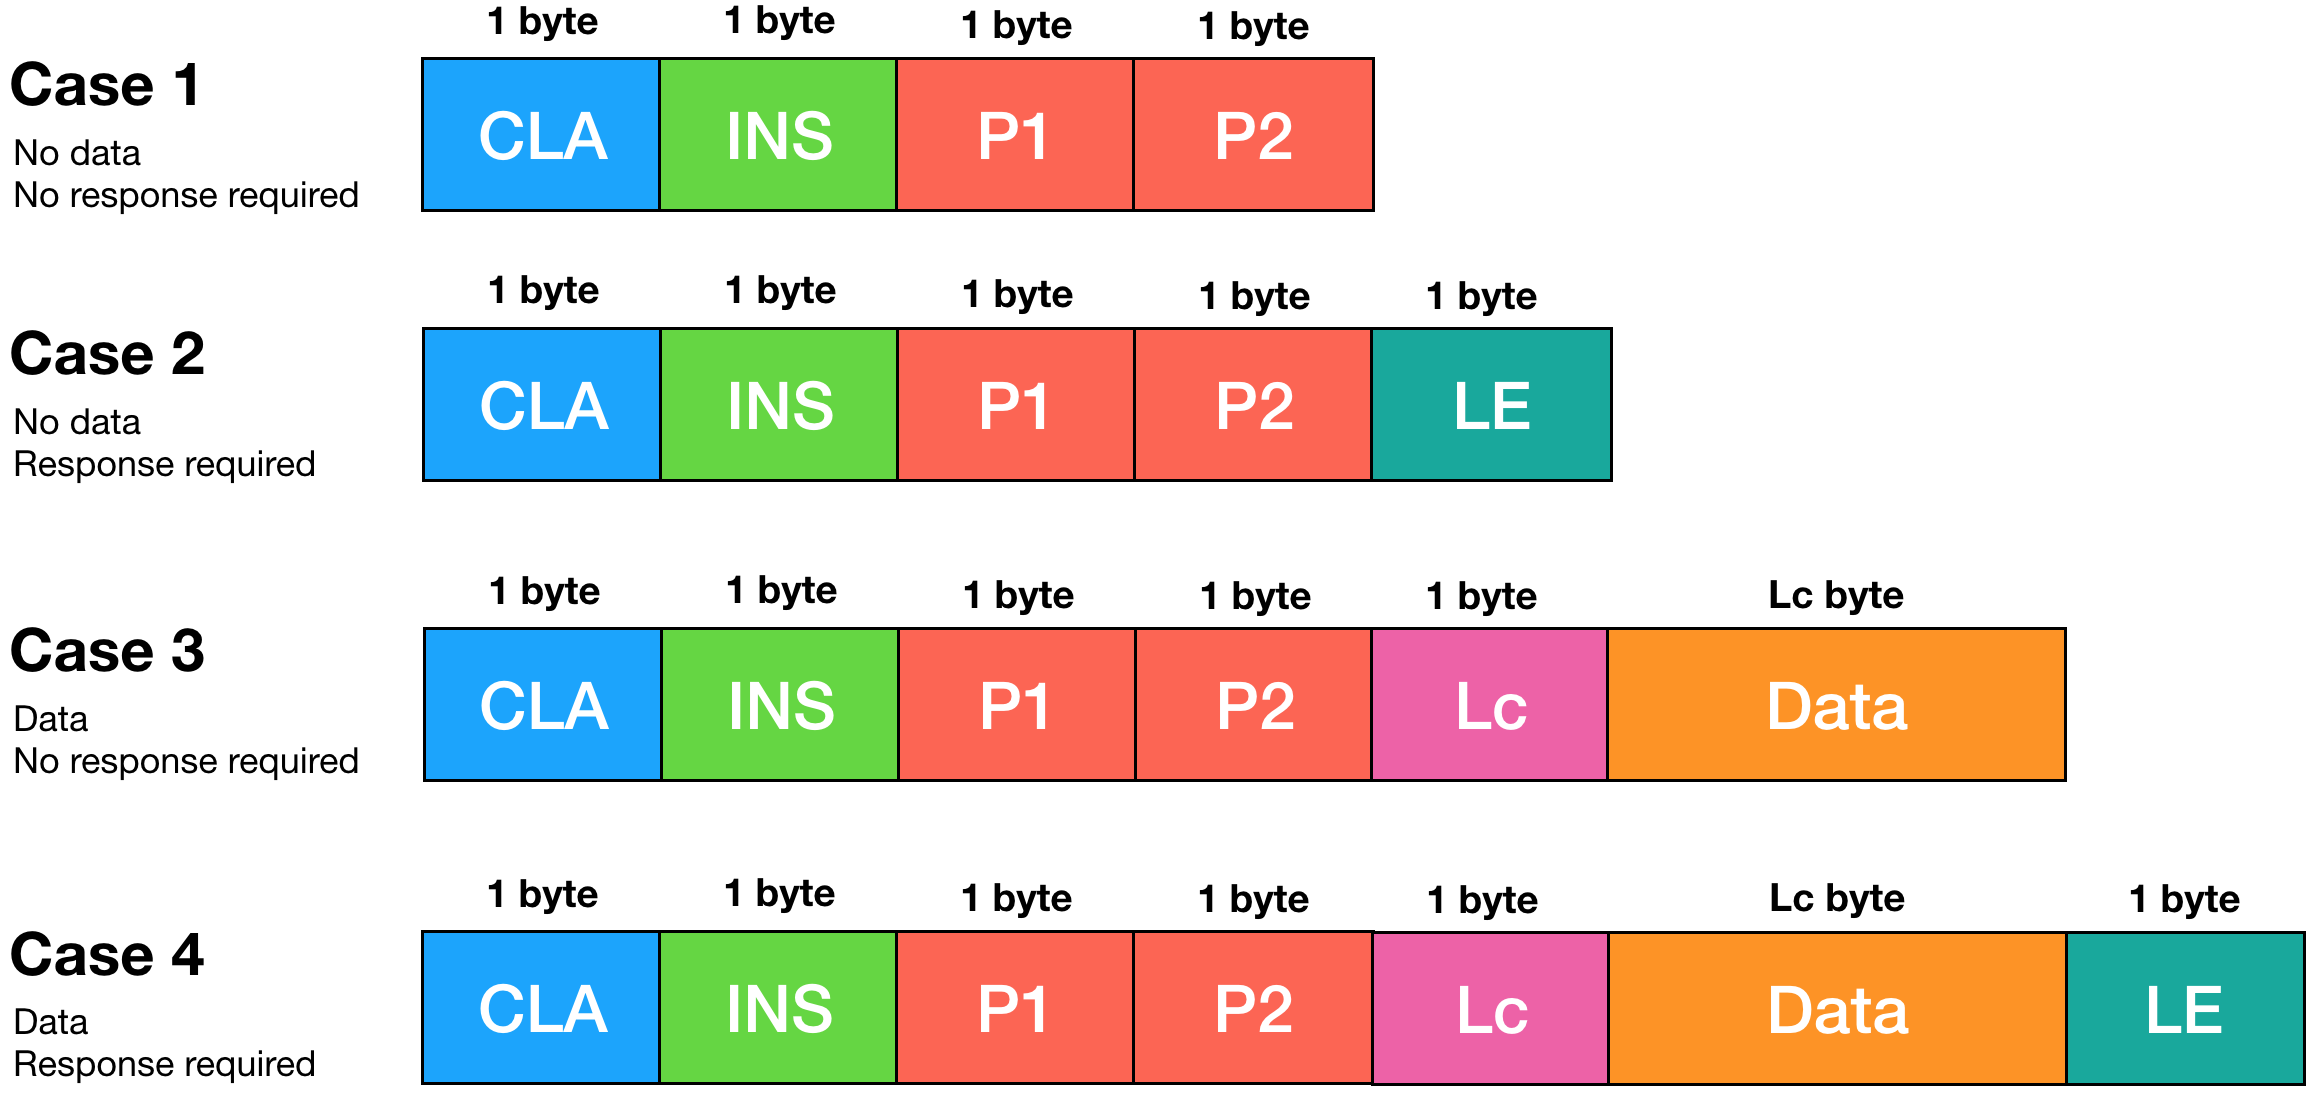 1 byte 1 byte 1 byte 1 byte
Case 1
CLA INS P1 P2
No data
No response required
1 byte 1 byte 1 byte 1 byte 1 byte
Case 2
CLA INS P1 P2 LE
No data
Response required
1 byte 1 byte 1 byte 1 byte 1 byte Lc byte
Case 3
CLA INS P1 P2 Lc Data
Data
No response required
1 byte 1 byte 1 byte 1 byte 1 byte Lc byte 1 byte
Case 4
CLA INS P1 P2 Lc Data LE
Data
Response required